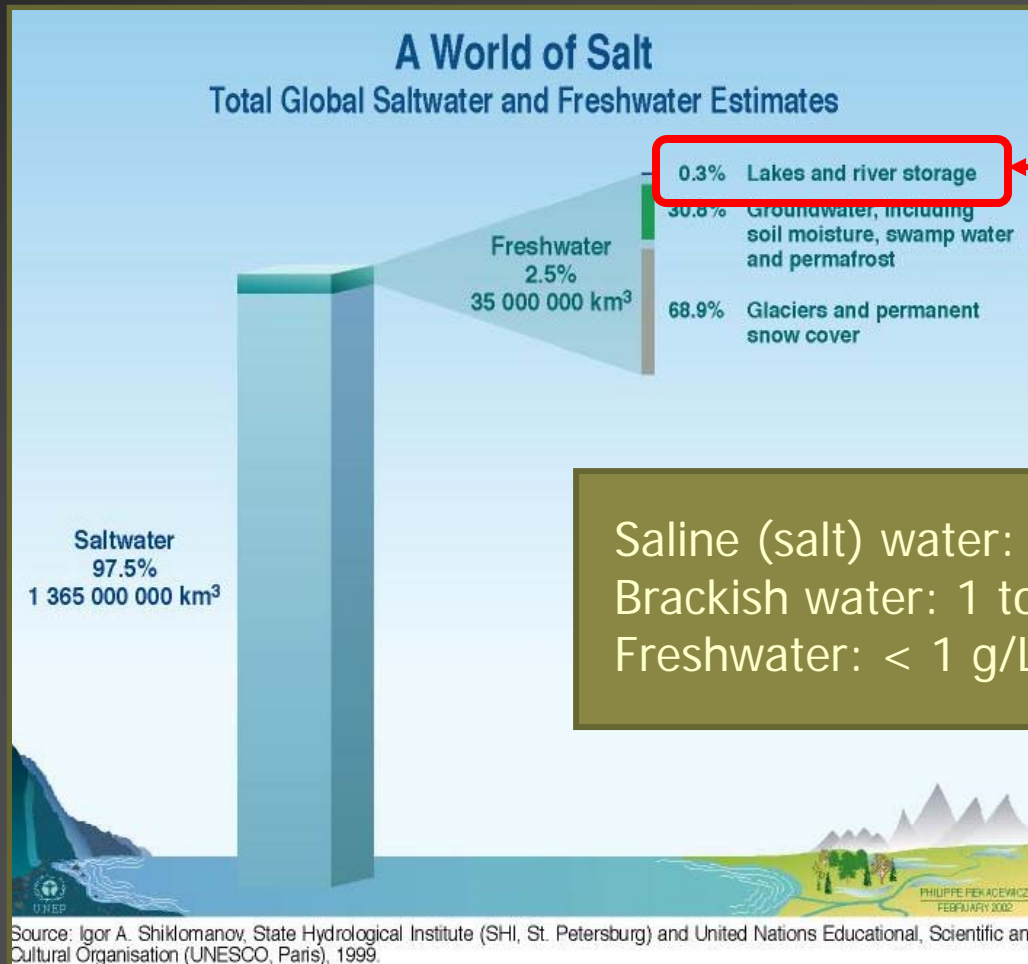 A World of Salt
Total Global Saltwater and Freshwater Estimates
0.3% Lakes and river storage
30.8% Groundwater, including
soil moisture, swamp water
and permafrost
Freshwater
2.5%
35 000 000 km³
68.9% Glaciers and permanent
snow cover
Saltwater
97.5%
1 365 000 000 km³
Saline (salt) water:
Brackish water: 1 to
Freshwater: < 1 g/L
UNEP
PHILIPPE REKACEWICZ
FEBRUARY 2002
Source: Igor A. Shiklomanov, State Hydrological Institute (SHI, St. Petersburg) and United Nations Educational, Scientific an
Cultural Organisation (UNESCO, Paris), 1999.